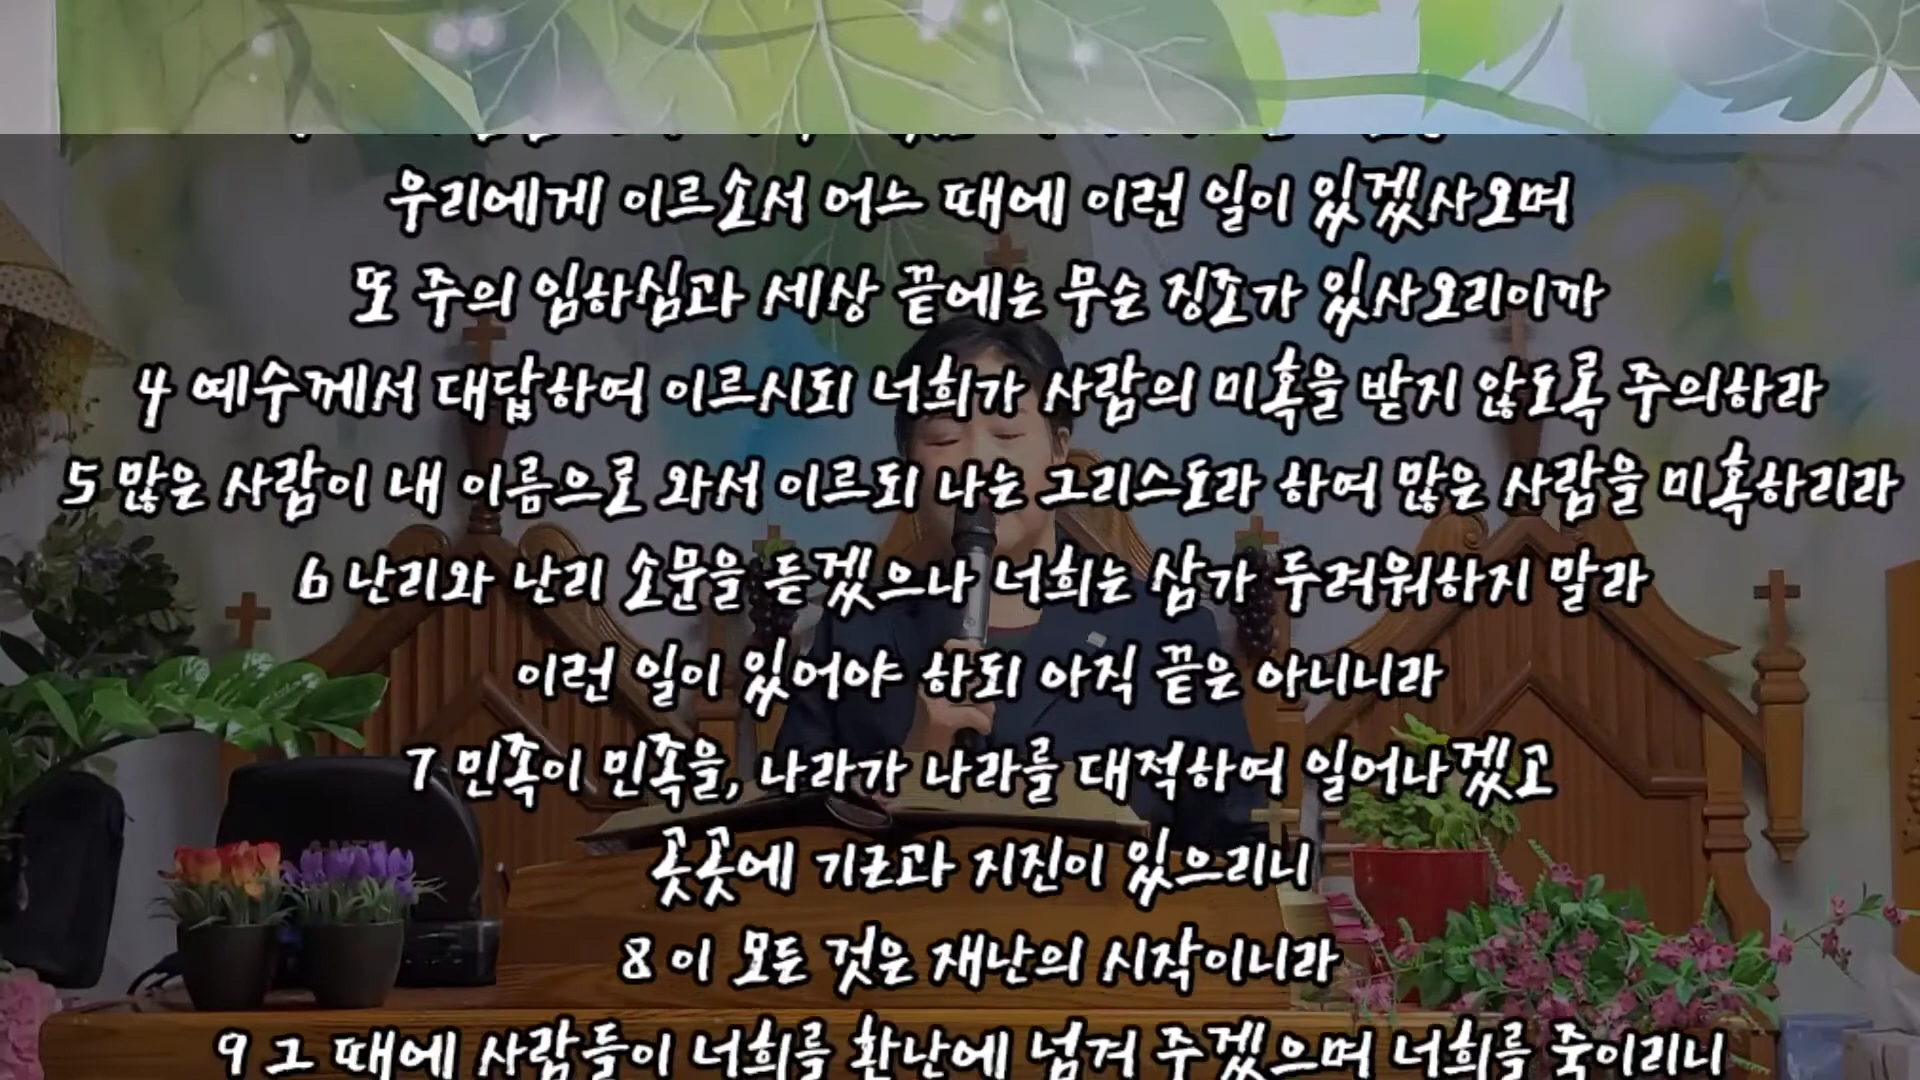 우리에게 이르소서 어느 때에 이런 일이 있겠사오며
또 주의 임하심과 세상 끝에는 무슨 징조가 있사오리이까
4 예수께서 대답하여 이르시되 너희가 사람의 미혹을 받지 않도록 주의하라
5 많은 사람이 내 이름으로 와서 이르되 나는 그리스도라 하여 많은 사람을 미혹하리라
6 난리와 난리 소문을 듣겠으나 너희는 삼가 두려워하지 말라
이런 일이 있어야 하되 아직 끝은 아니니라
7 민족이 민족을, 나라가 나라를 대적하여 일어나겠고
곳곳에 기근과 지진이 있으리니
8 이 모든 것은 재난의 시작이니라
9 그 때에 사람들이 너희를 환난에 넘겨 주겠으며 너희를 죽이리니